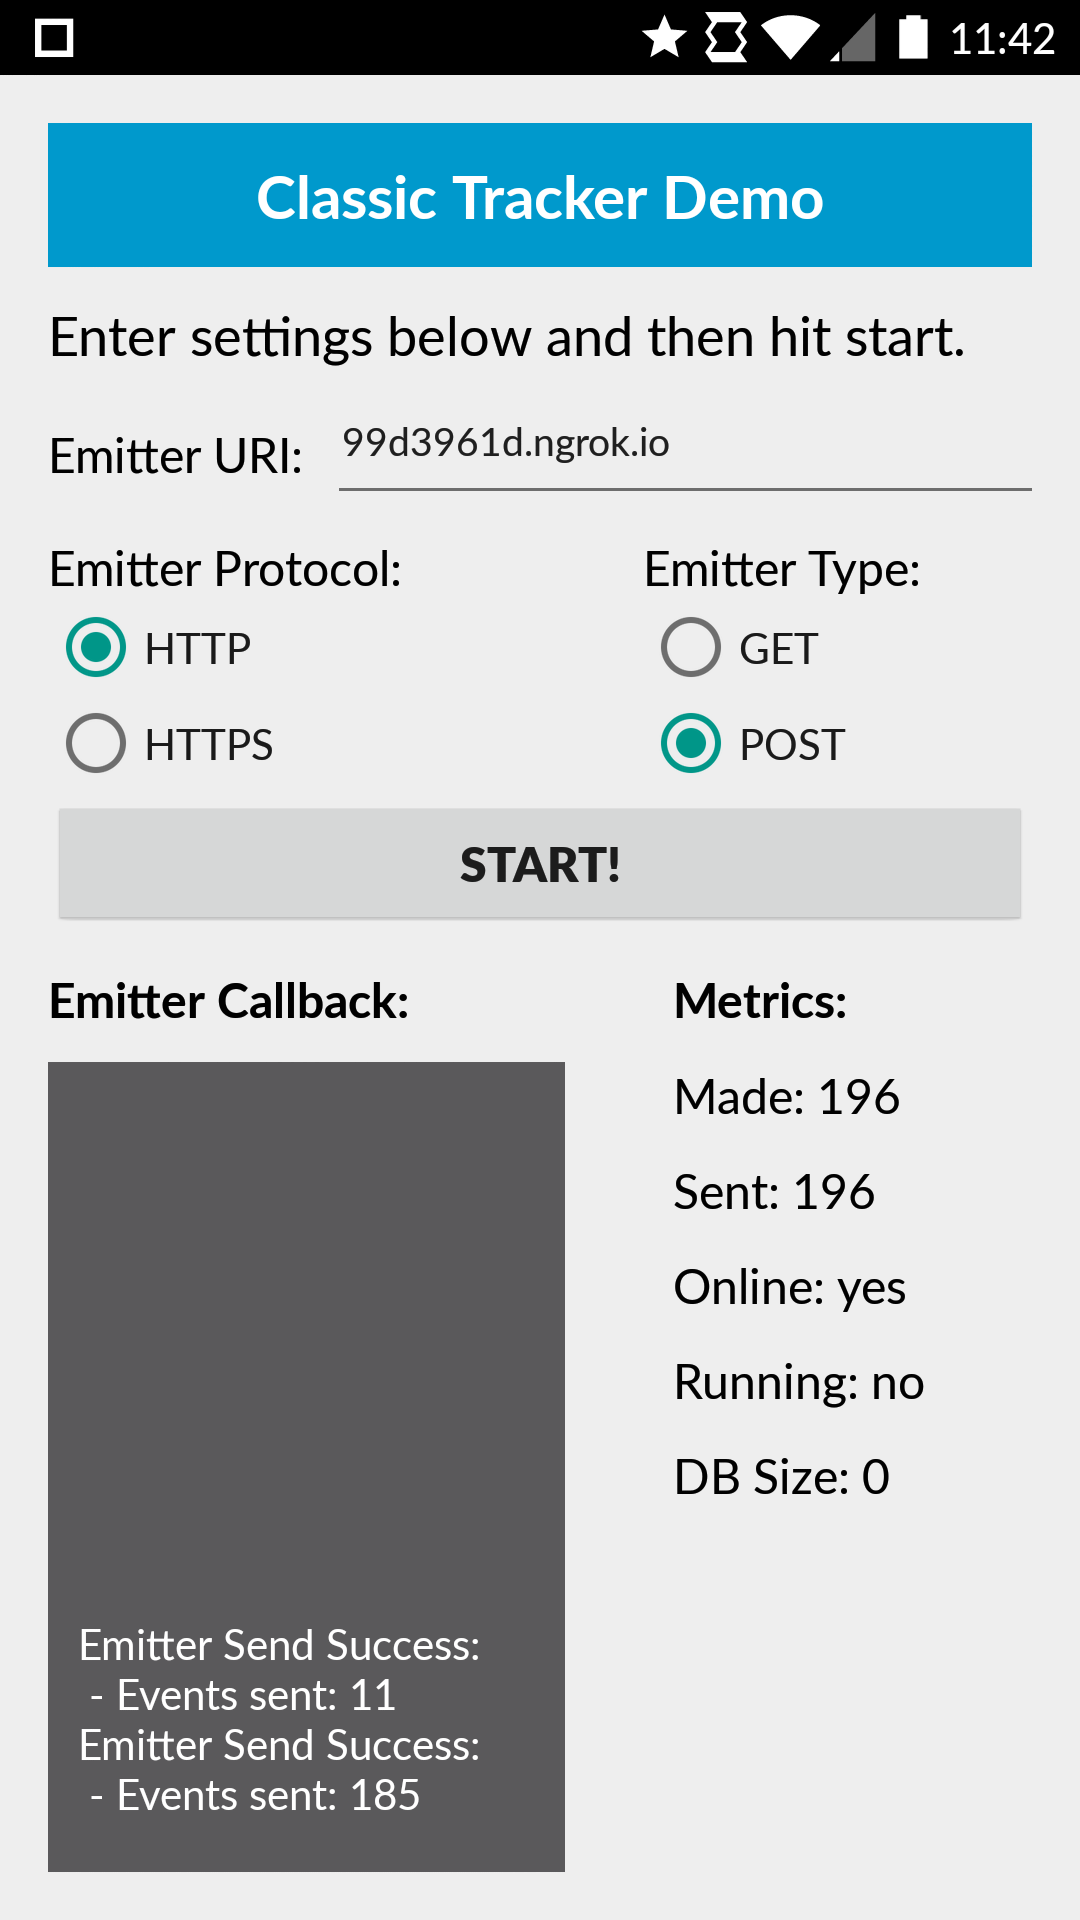 11:42
Classic Tracker Demo
Enter settings below and then hit start.
Emitter URI: 99d3961d.ngrok.io
Emitter Protocol:
HTTP
HTTPS
Emitter Type:
GET
POST
START!
Emitter Callback:
Emitter Send Success:
- Events sent: 11
Emitter Send Success:
- Events sent: 185
Metrics:
Made: 196
Sent: 196
Online: yes
Running: no
DB Size: 0